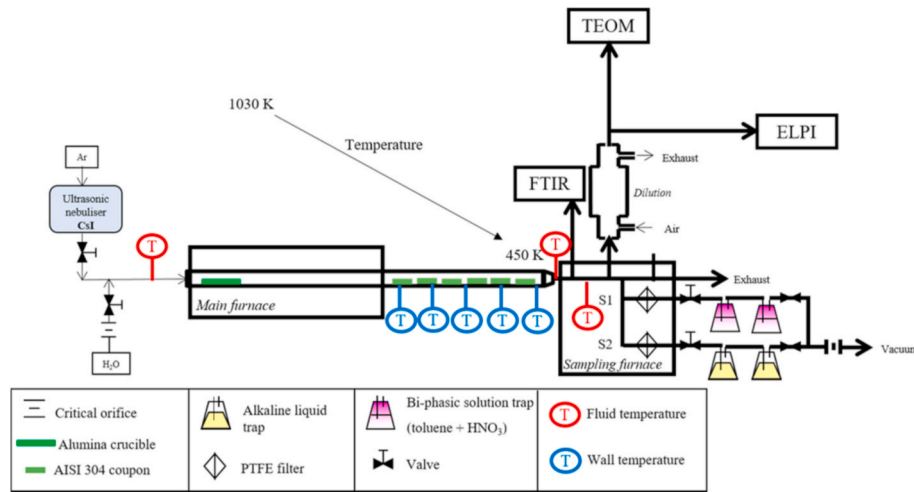 TEOM
1030 K
Temperature
ELPI
Ar
Exhaust
FTIR
Dilution
Ultrasonic
nebuliser
CsI
Air
T
T
450 K
Exhaust
Main furnace
S1
T
T
T
T
T
T
S2
Vacuum
H₂O
Sampling furnace
Critical orifice
Alkaline liquid
trap
Bi-phasic solution trap
(toluene + HNO₃)
T
Fluid temperature
Alumina crucible
AISI 304 coupon
PTFE filter
Valve
T
Wall temperature